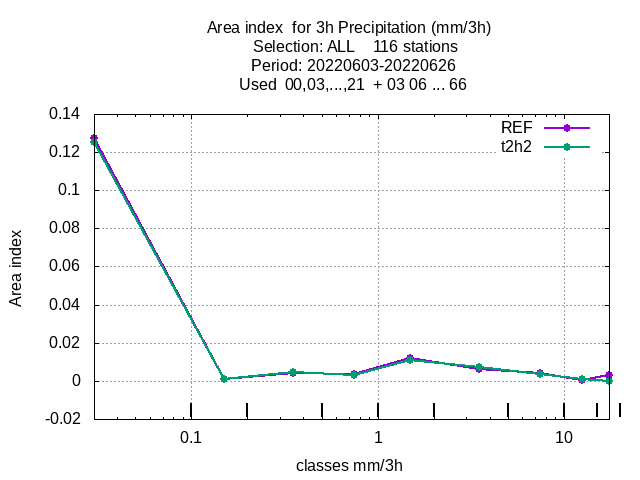 Area index  for 3h Precipitation (mm/3h)
Selection: ALL    116 stations
Period: 20220603-20220626
Used  00,03,...,21  + 03 06 ... 66
0.14
REF
t2h2
0.12
0.1
0.08
0.06
0.04
0.02
0
-0.02
Area index
0.1
1
10
classes mm/3h